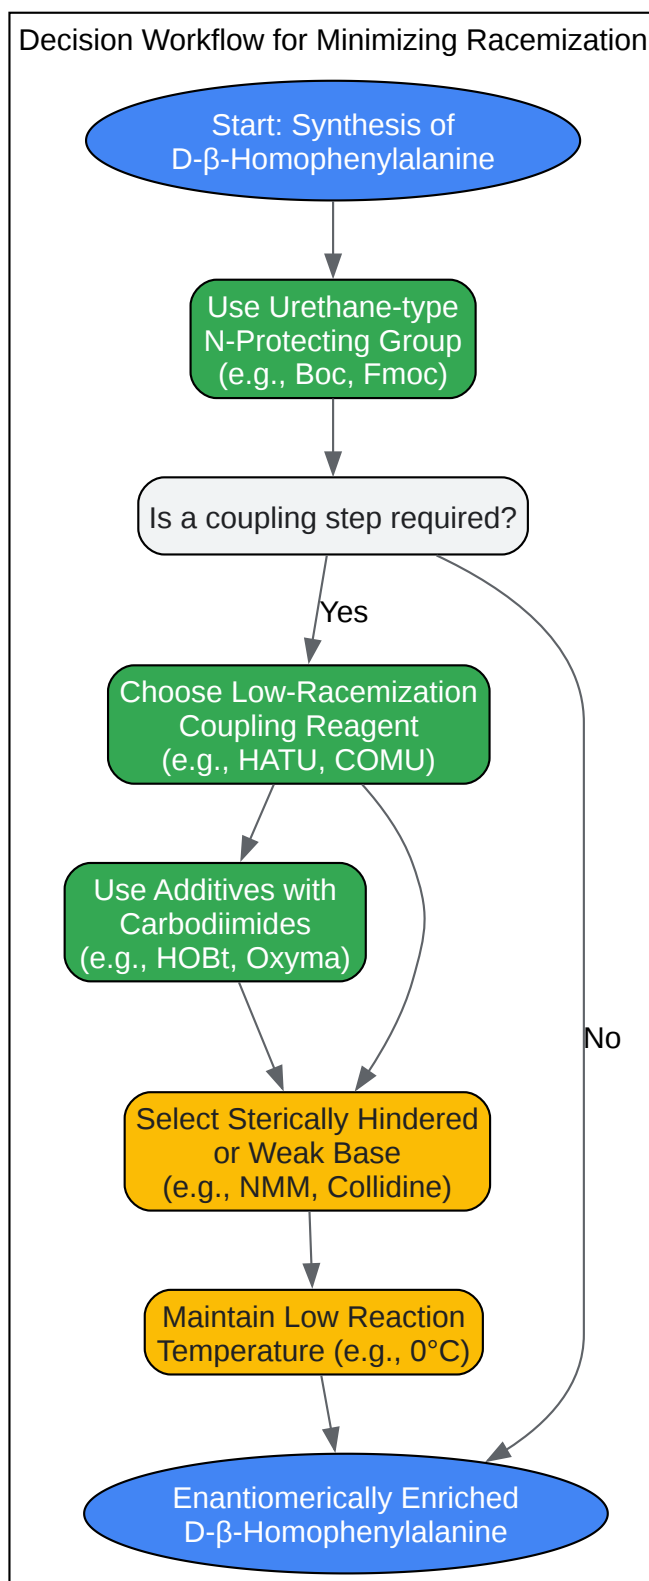 Decision Workflow for Minimizing Racemization
Start: Synthesis of
D-β-Homophenylalanine
Use Urethane-type
N-Protecting Group
(e.g., Boc, Fmoc)
Is a coupling step required?
Yes
Choose Low-Racemization
Coupling Reagent
(e.g., HATU, COMU)
Use Additives with
Carbodiimides
(e.g., HOBt, Oxyma)
No
Select Sterically Hindered
or Weak Base
(e.g., NMM, Collidine)
Maintain Low Reaction
Temperature (e.g., 0°C)
Enantiomerically Enriched
D-β-Homophenylalanine